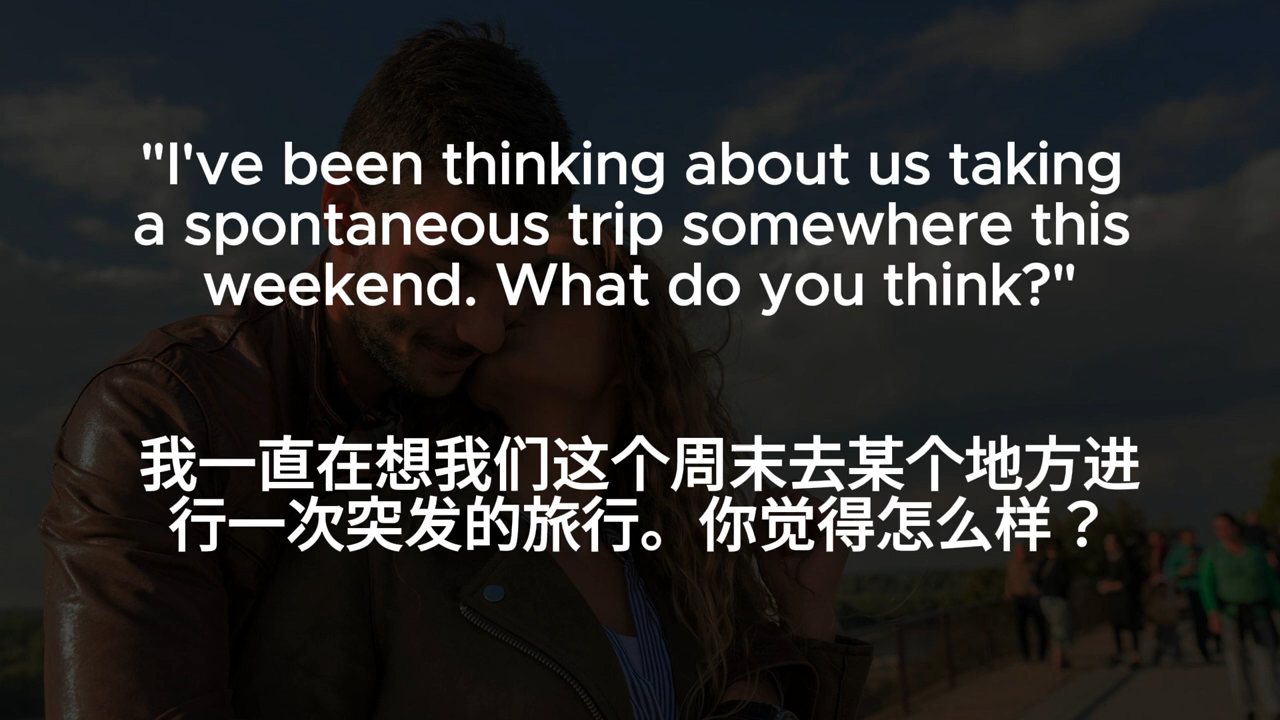 "I've been thinking about us taking
a spontaneous trip somewhere this
weekend. What do you think?"
我一直在想我们这个周末去某个地方进
行一次突发的旅行。你觉得怎么样？